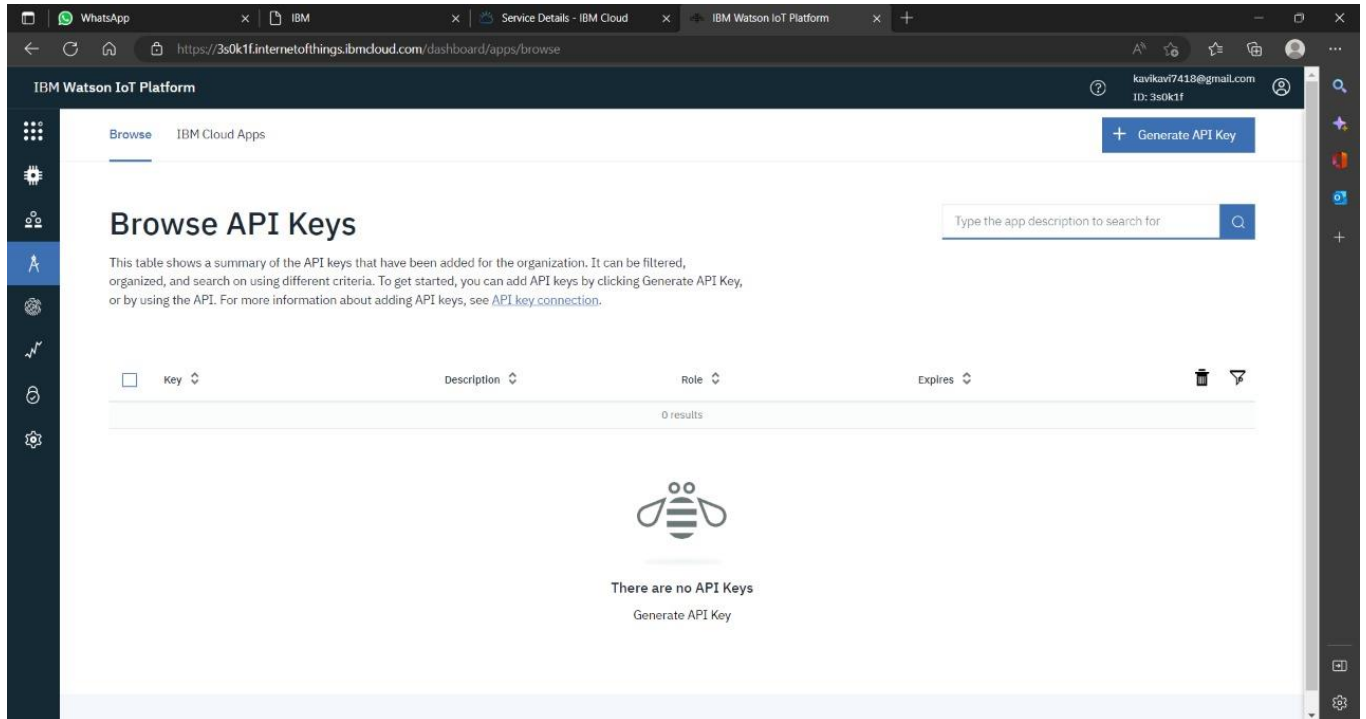 WhatsApp
IBM
Service Details - IBM Cloud
IBM Watson IoT Platform
https://3s0k1f.internetofthings.ibmcloud.com/dashboard/apps/browse
IBM Watson IoT Platform
kavikavi7418@gmail.com
ID: 3s0k1f
Browse
IBM Cloud Apps
+ Generate API Key
Browse API Keys
Type the app description to search for
This table shows a summary of the API keys that have been added for the organization. It can be filtered,
organized, and search on using different criteria. To get started, you can add API keys by clicking Generate API Key,
or by using the API. For more information about adding API keys, see API key connection.
Key
Description
Role
Expires
0 results
There are no API Keys
Generate API Key